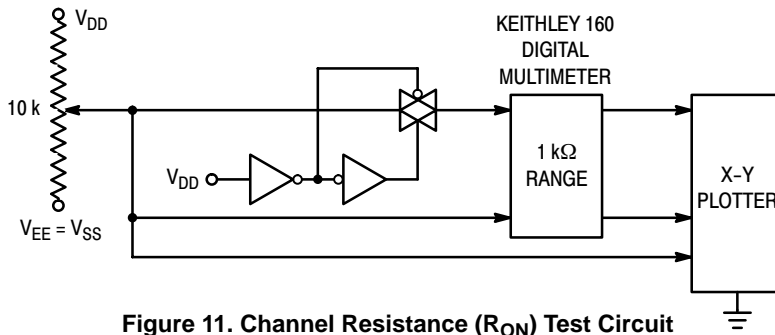 V_DD
10 k
V_EE = V_SS
V_DD
KEITHLEY 160
DIGITAL
MULTIMETER
1 kΩ
RANGE
X-Y
PLOTTER
Figure 11. Channel Resistance (R_ON) Test Circuit